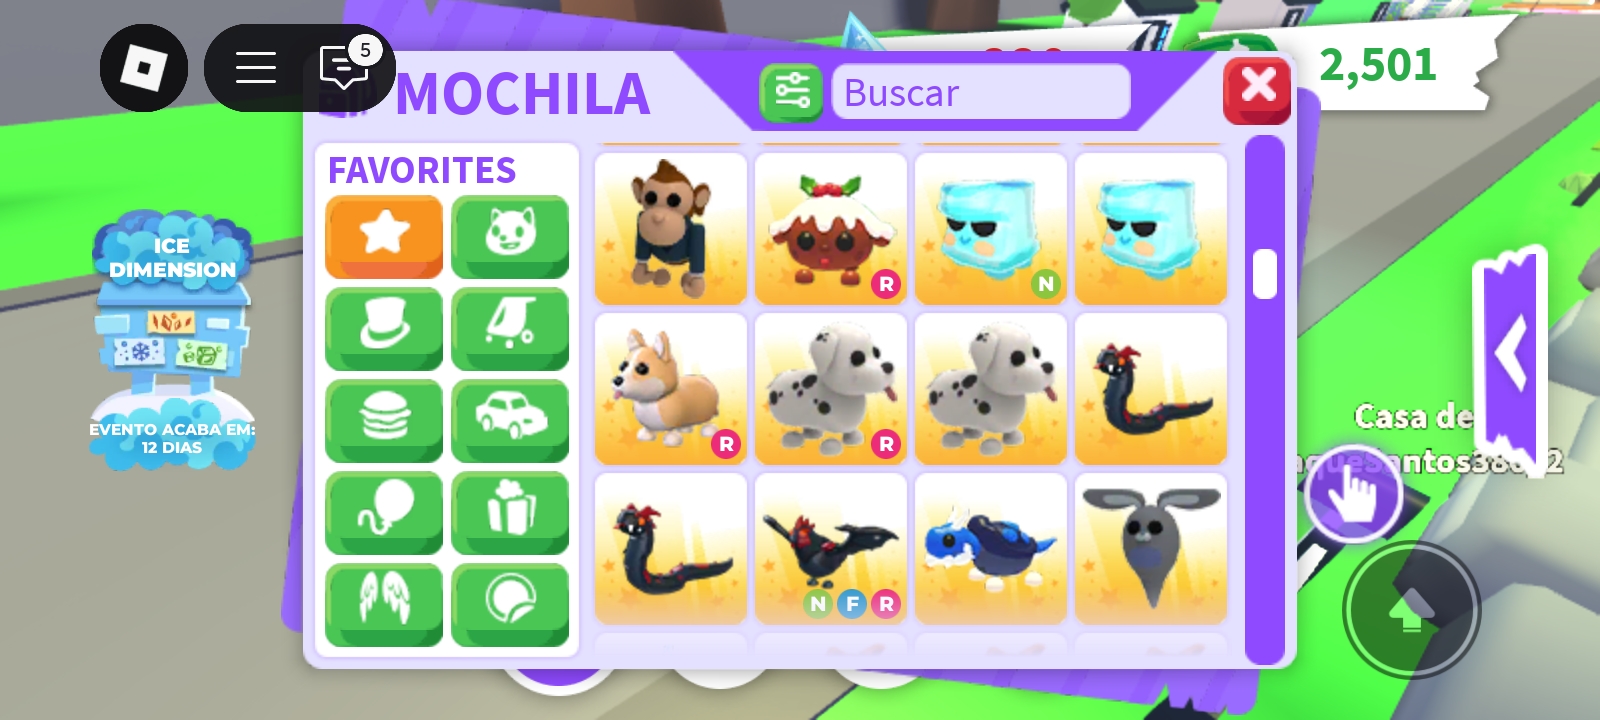 5
MOCHILA
Buscar
2,501
FAVORITES
R
N
ICE
DIMENSION
EVENTO ACABA EM:
12 DIAS
R
R
N F R
Casa de